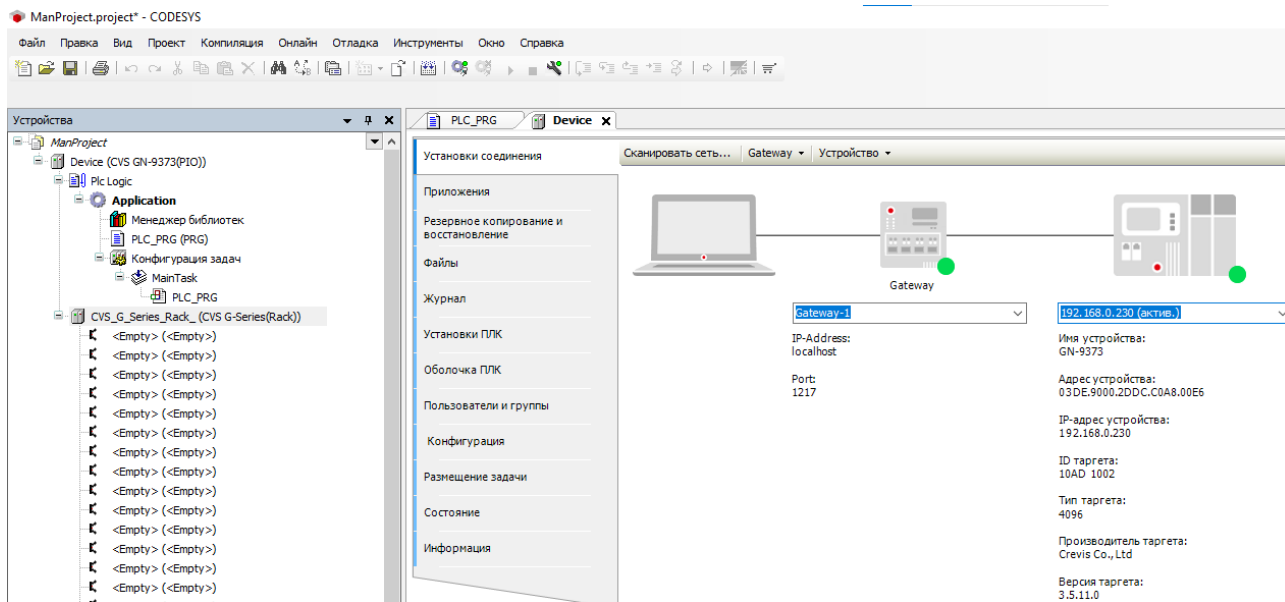 ManProject.project* - CODESYS
Файл Правка Вид Проект Компиляция Онлайн Отладка Инструменты Окно Справка
Устройства
ManProject
Device (CVS GN-9373(PIO))
Plc Logic
Application
Менеджер библиотек
PLC_PRG (PRG)
Конфигурация задач
MainTask
PLC_PRG
CVS_G_Series_Rack_ (CVS G-Series(Rack))
<Empty> (<Empty>)
<Empty> (<Empty>)
<Empty> (<Empty>)
<Empty> (<Empty>)
<Empty> (<Empty>)
<Empty> (<Empty>)
<Empty> (<Empty>)
<Empty> (<Empty>)
<Empty> (<Empty>)
<Empty> (<Empty>)
<Empty> (<Empty>)
<Empty> (<Empty>)
<Empty> (<Empty>)
<Empty> (<Empty>)
PLC_PRG Device
Установки соединения
Приложения
Резервное копирование и
восстановление
Файлы
Журнал
Установки ПЛК
Оболочка ПЛК
Пользователи и группы
Конфигурация
Размещение задачи
Состояние
Информация
Сканировать сеть... Gateway Устройство
Gateway
Gateway-1
IP-Address:
localhost
Port:
1217
192.168.0.230 (актив.)
Имя устройства:
GN-9373
Адрес устройства:
03DE.9000.2DDC.C0A8.00E6
IP-адрес устройства:
192.168.0.230
ID таргета:
10AD 1002
Тип таргета:
4096
Производитель таргета:
Crevis Co.,Ltd
Версия таргета:
3.5.11.0